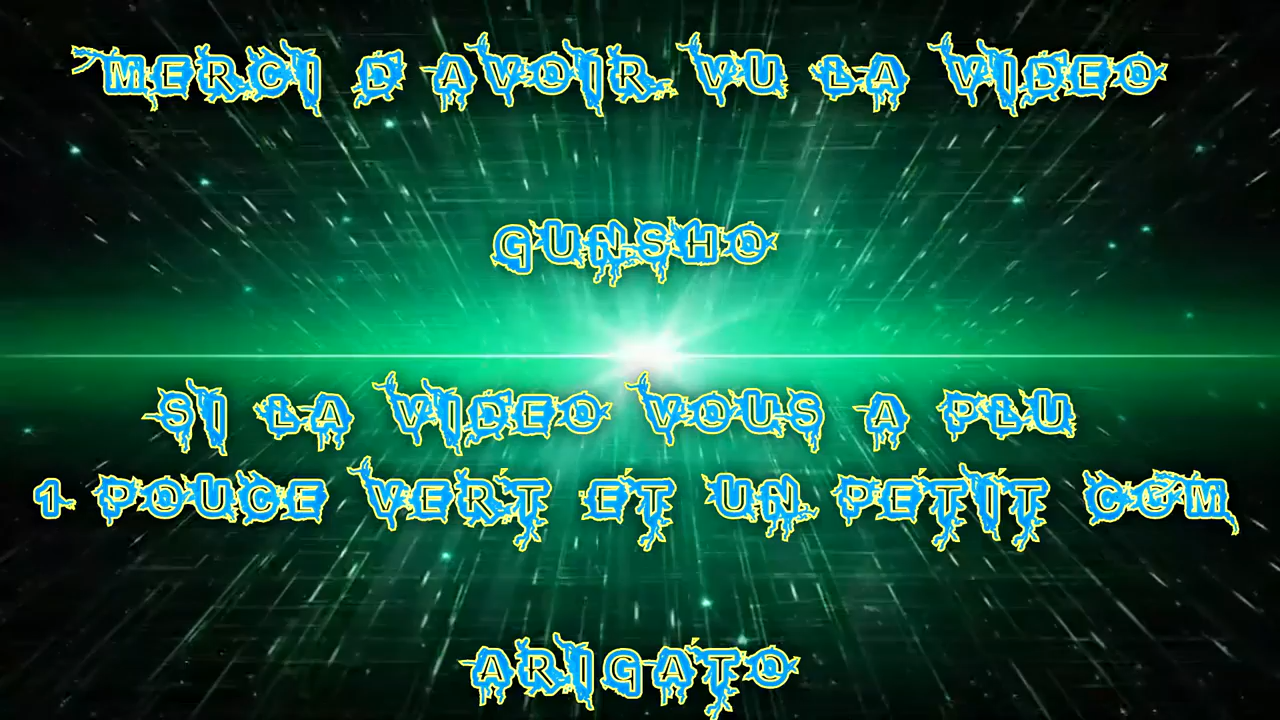 MERCI D AVOIR VU LA VIDEO
GUNSHO
SI LA VIDEO VOUS A PLU
1 POUCE VERT ET UN PETIT COM
ARIGATO